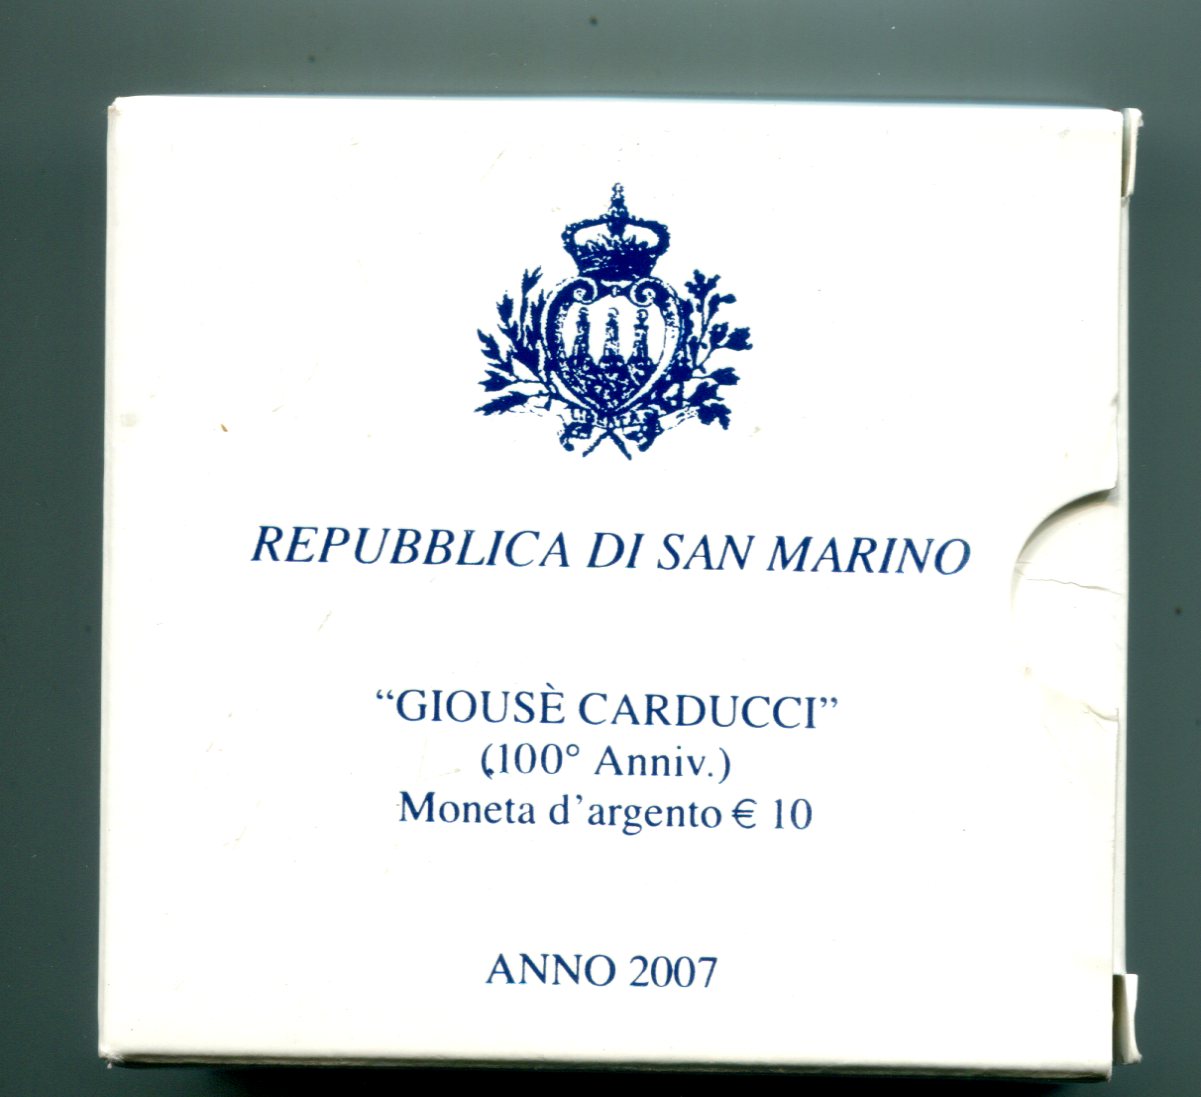 REPUBBLICA DI SAN MARINO
“GIOUSÈ CARDUCCI”
(100° Anniv.)
Moneta d’argento € 10
ANNO 2007